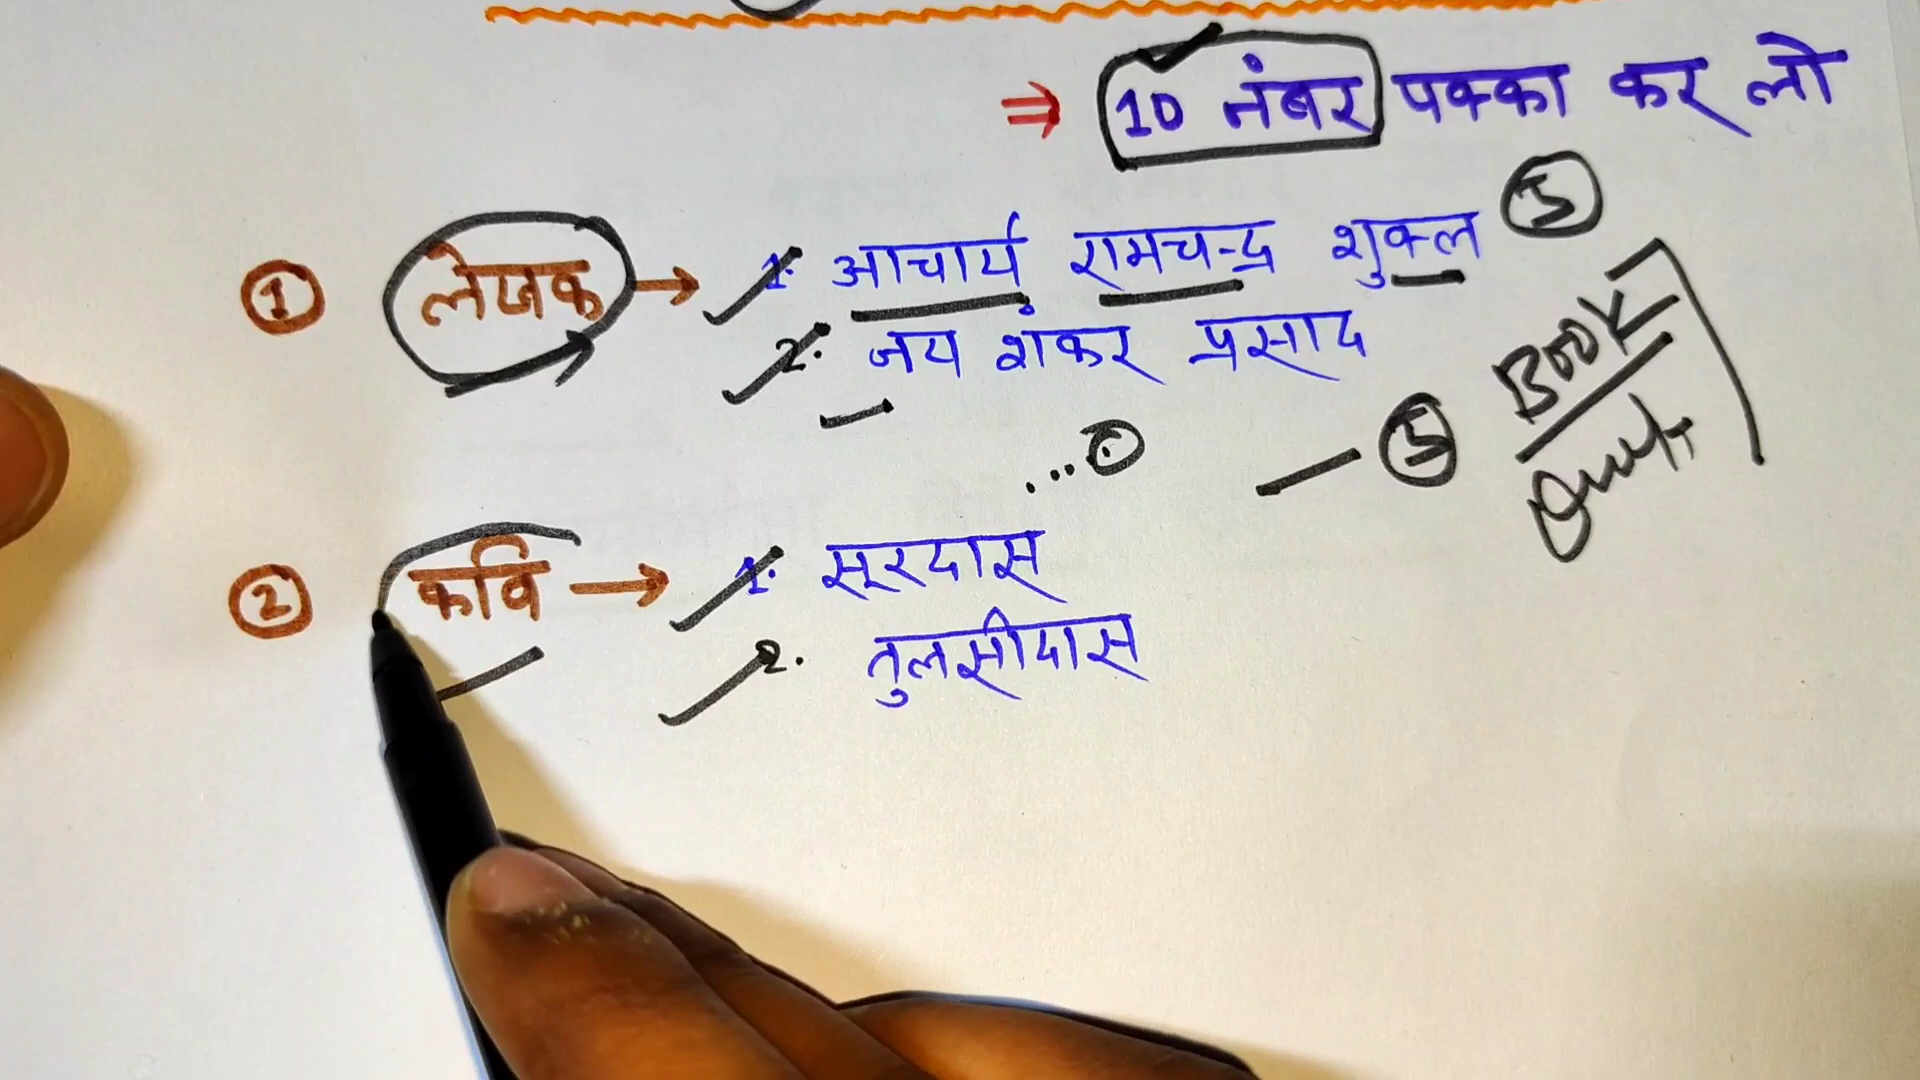 ⇒ 10 नंबर पक्का कर लो
① लेखक → 1. आचार्य रामचन्द्र शुक्ल ⑤
2. जय शंकर प्रसाद
Book
... — ⑤
② कवि → 1. सूरदास
2. तुलसीदास